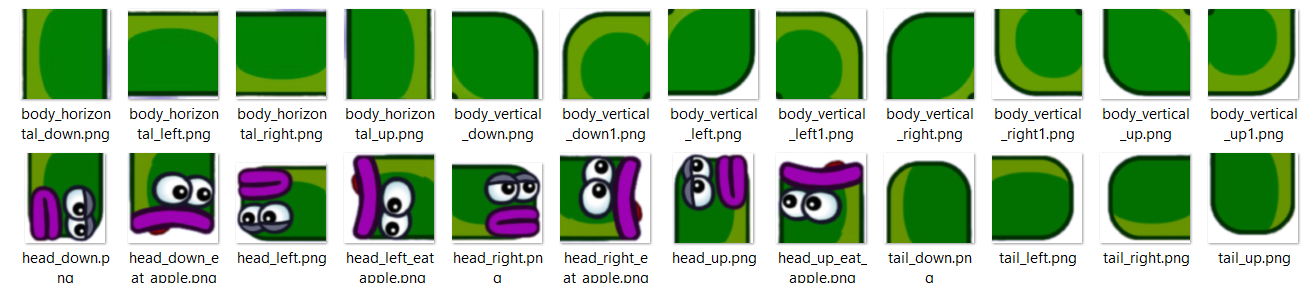 body_horizon
tal_down.png
body_horizon
tal_left.png
body_horizon
tal_right.png
body_horizon
tal_up.png
body_vertical
_down.png
body_vertical
_down1.png
body_vertical
_left.png
body_vertical
_left1.png
body_vertical
_right.png
body_vertical
_right1.png
body_vertical
_up.png
body_vertical
_up1.png
head_down.p
ng
head_down_e
at_apple.png
head_left.png
head_left_eat
apple.png
head_right.pn
g
head_right_e
at_apple.png
head_up.png
head_up_eat_
apple.png
tail_down.pn
g
tail_left.png
tail_right.png
tail_up.png